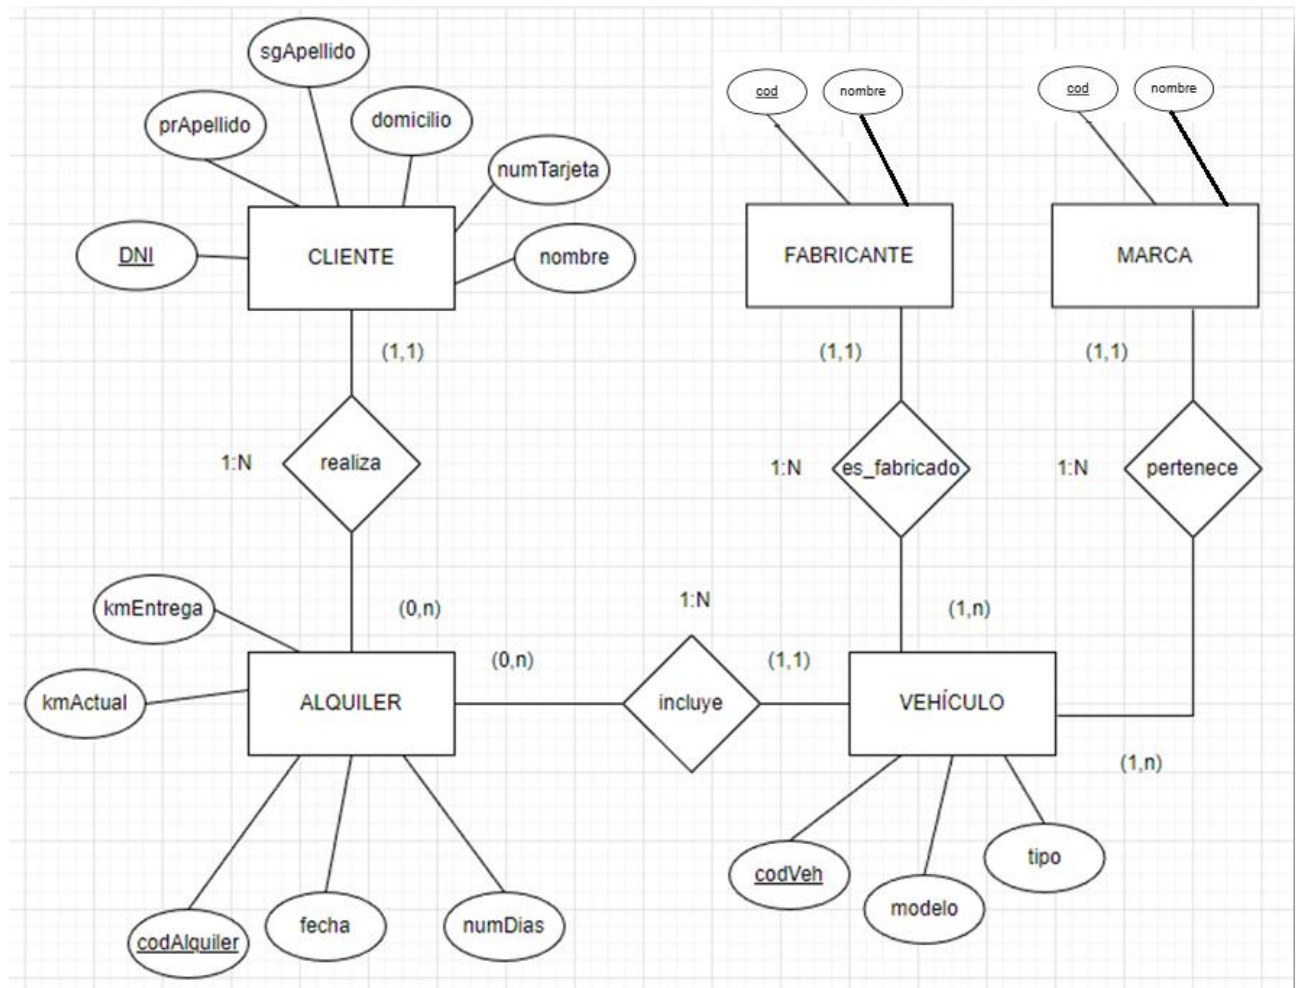 sgApellido
prApellido
domicilio
numTarjeta
DNI
CLIENTE
nombre
cod
nombre
FABRICANTE
cod
nombre
MARCA
(1,1)
(1,1)
(1,1)
1:N
realiza
1:N
es_fabricado
1:N
pertenece
kmEntrega
(0,n)
1:N
(1,n)
(0,n)
(1,1)
kmActual
ALQUILER
incluye
VEHÍCULO
(1,n)
codAlquiler
fecha
numDias
codVeh
modelo
tipo